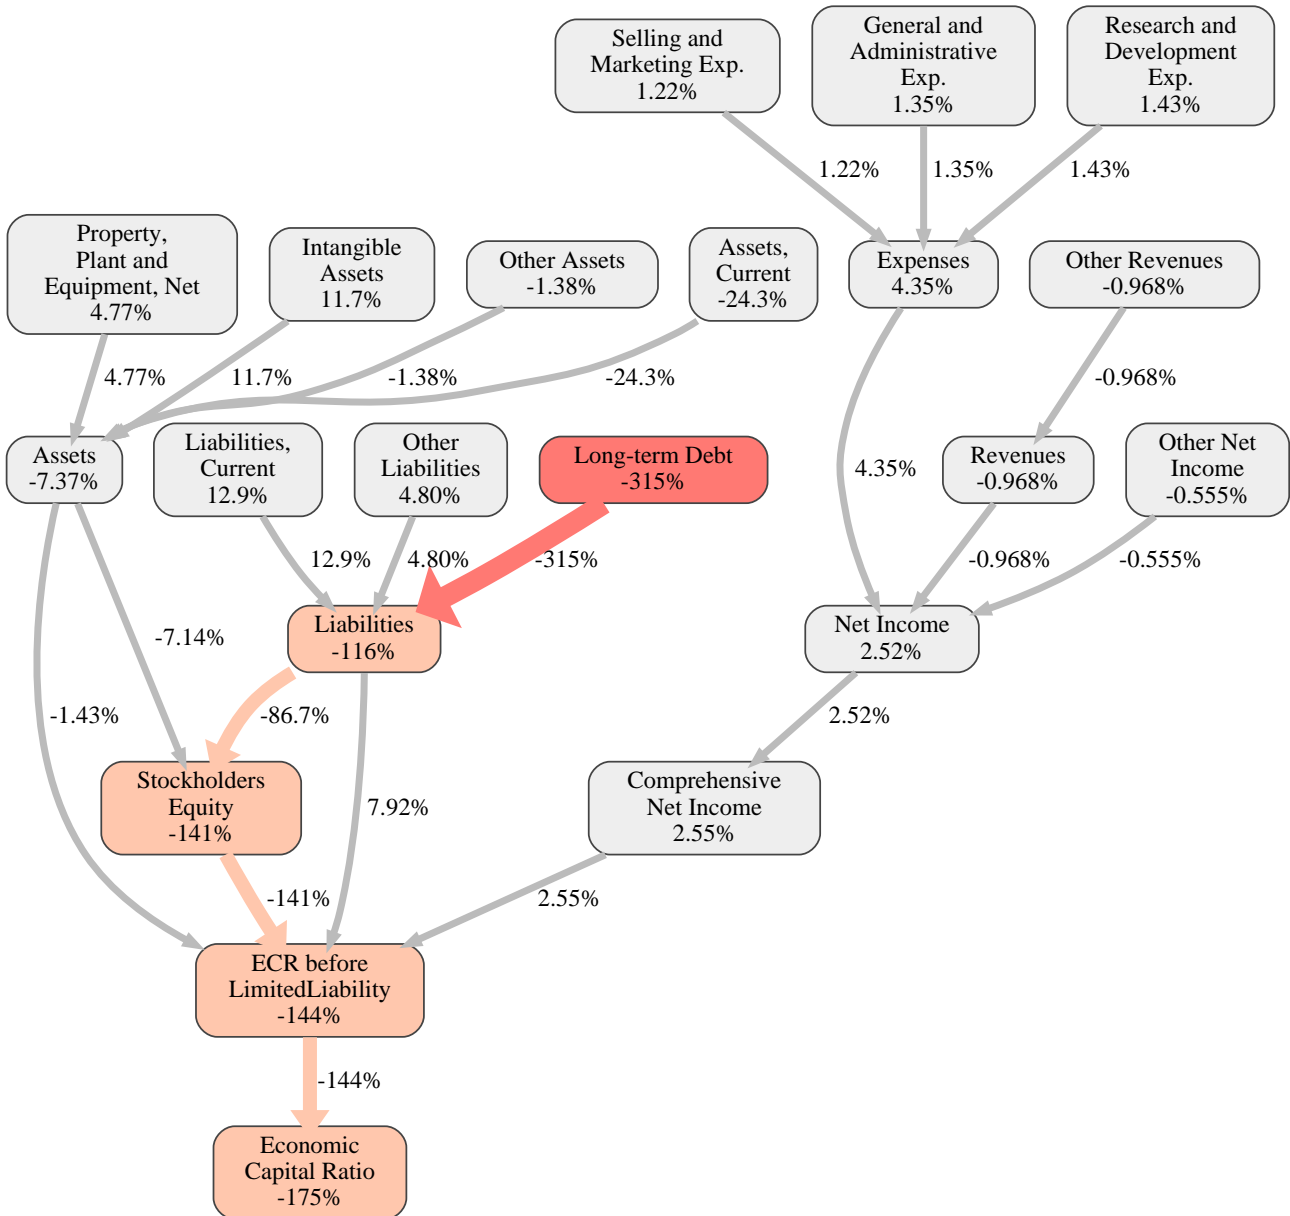 Selling and
Marketing Exp.
1.22%
General and
Administrative
Exp.
1.35%
Research and
Development
Exp.
1.43%
1.22%
1.35%
1.43%
Property,
Plant and
Equipment, Net
4.77%
Intangible
Assets
11.7%
Other Assets
-1.38%
Assets,
Current
-24.3%
Expenses
4.35%
Other Revenues
-0.968%
4.77%
11.7%
-1.38%
-24.3%
-0.968%
Assets
-7.37%
Liabilities,
Current
12.9%
Other
Liabilities
4.80%
Long-term Debt
-315%
4.35%
Revenues
-0.968%
Other Net
Income
-0.555%
12.9%
4.80%
-315%
-0.968%
-0.555%
Liabilities
-116%
Net Income
2.52%
-7.14%
-1.43%
-86.7%
2.52%
Stockholders
Equity
-141%
7.92%
Comprehensive
Net Income
2.55%
-141%
2.55%
ECR before
LimitedLiability
-144%
-144%
Economic
Capital Ratio
-175%